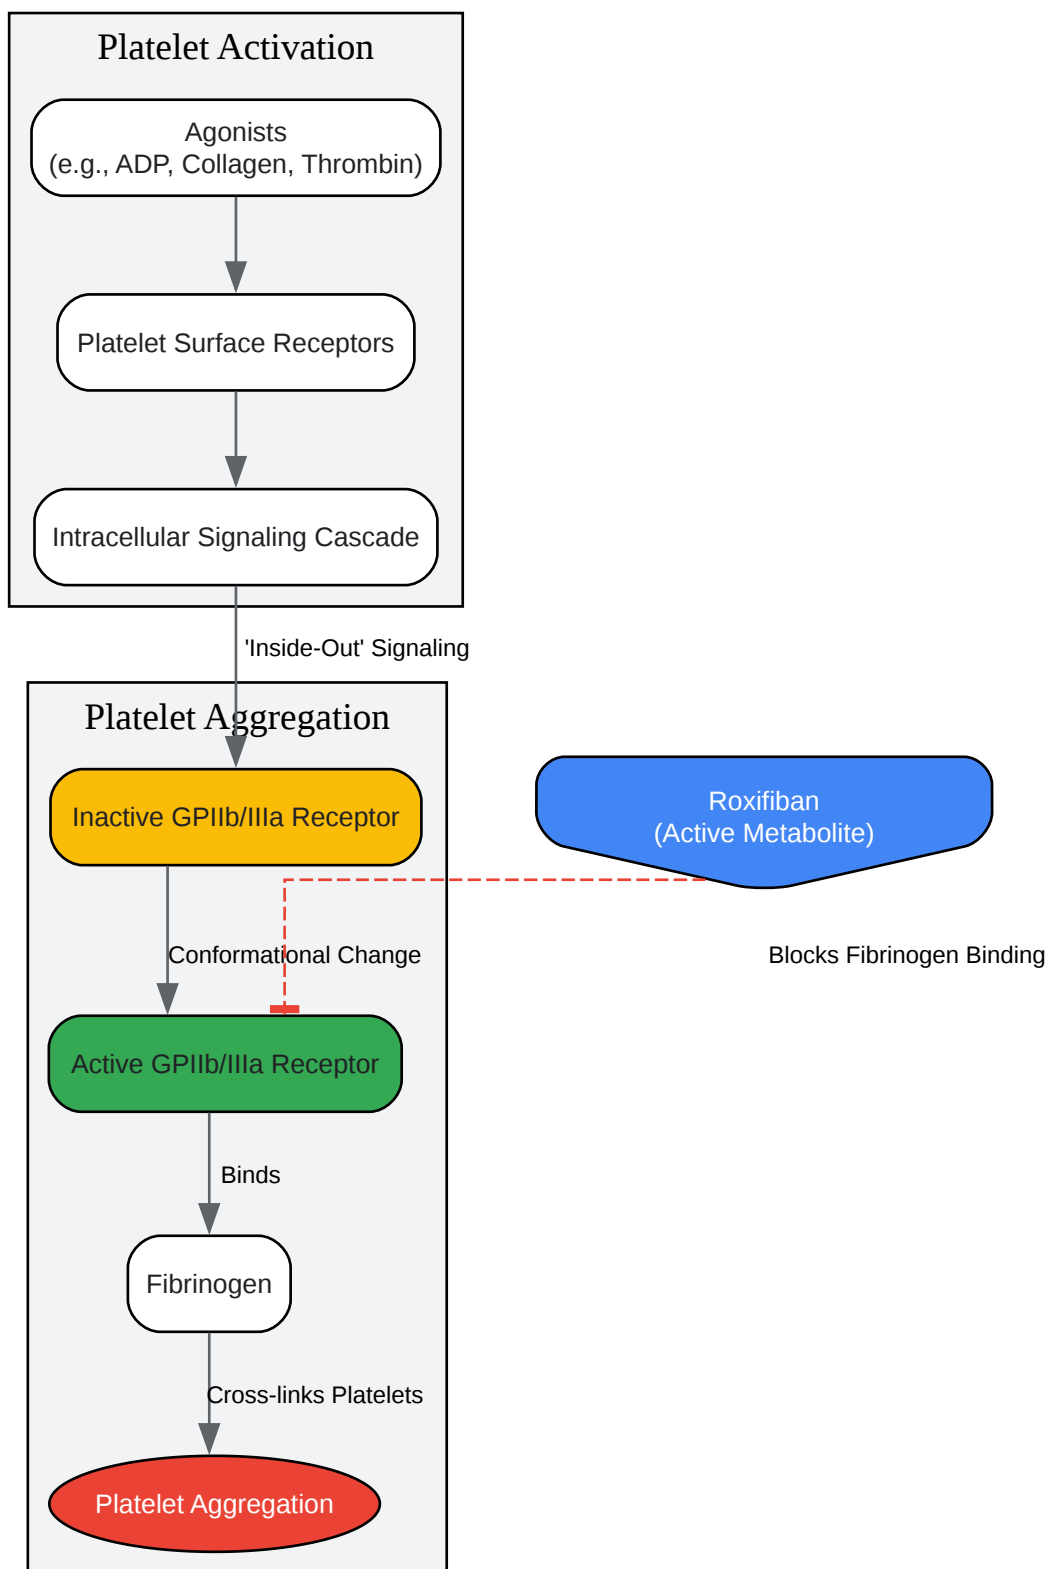 Platelet Activation
Agonists
(e.g., ADP, Collagen, Thrombin)
Platelet Surface Receptors
Intracellular Signaling Cascade
'Inside-Out' Signaling
Platelet Aggregation
Inactive GPIIb/IIIa Receptor
Roxifiban
(Active Metabolite)
Conformational Change
Blocks Fibrinogen Binding
Active GPIIb/IIIa Receptor
Binds
Fibrinogen
Cross-links Platelets
Platelet Aggregation